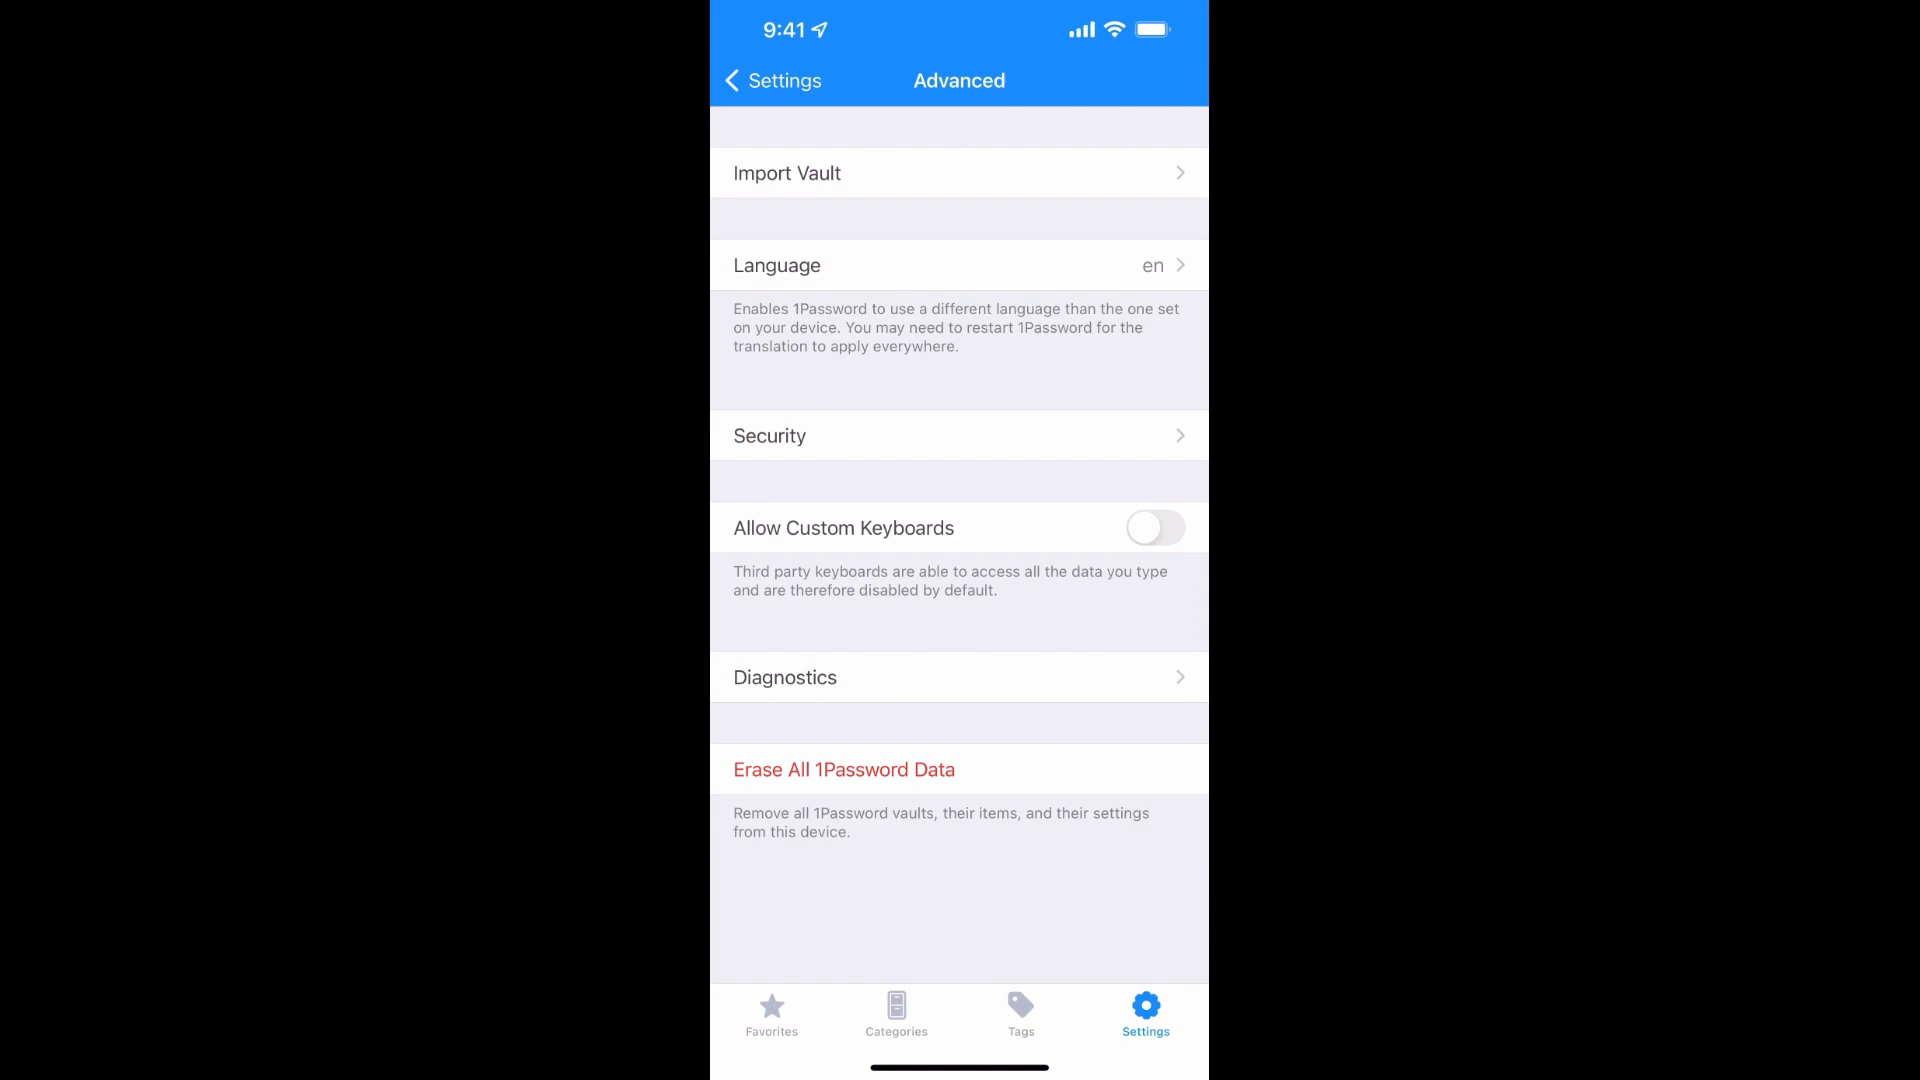 9:41
Settings
Advanced
Import Vault
Language
en
Enables 1Password to use a different language than the one set
on your device. You may need to restart 1Password for the
translation to apply everywhere.
Security
Allow Custom Keyboards
Third party keyboards are able to access all the data you type
and are therefore disabled by default.
Diagnostics
Erase All 1Password Data
Remove all 1Password vaults, their items, and their settings
from this device.
Favorites
Categories
Tags
Settings